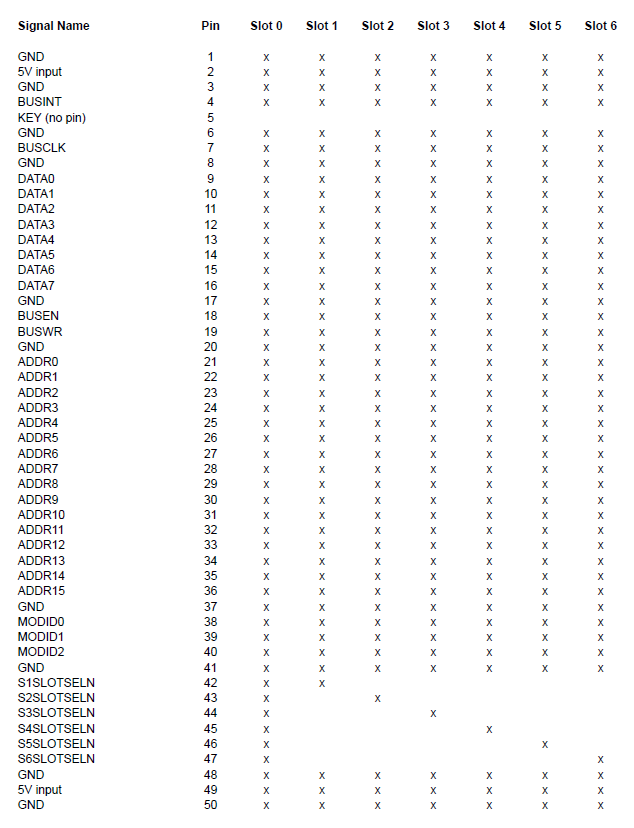 Signal Name Pin Slot 0 Slot 1 Slot 2 Slot 3 Slot 4 Slot 5 Slot 6
GND 1 x x x x x x x
5V input 2 x x x x x x x
GND 3 x x x x x x x
BUSINT 4 x x x x x x x
KEY (no pin) 5
GND 6 x x x x x x x
BUSCLK 7 x x x x x x x
GND 8 x x x x x x x
DATA0 9 x x x x x x x
DATA1 10 x x x x x x x
DATA2 11 x x x x x x x
DATA3 12 x x x x x x x
DATA4 13 x x x x x x x
DATA5 14 x x x x x x x
DATA6 15 x x x x x x x
DATA7 16 x x x x x x x
GND 17 x x x x x x x
BUSEN 18 x x x x x x x
BUSWR 19 x x x x x x x
GND 20 x x x x x x x
ADDR0 21 x x x x x x x
ADDR1 22 x x x x x x x
ADDR2 23 x x x x x x x
ADDR3 24 x x x x x x x
ADDR4 25 x x x x x x x
ADDR5 26 x x x x x x x
ADDR6 27 x x x x x x x
ADDR7 28 x x x x x x x
ADDR8 29 x x x x x x x
ADDR9 30 x x x x x x x
ADDR10 31 x x x x x x x
ADDR11 32 x x x x x x x
ADDR12 33 x x x x x x x
ADDR13 34 x x x x x x x
ADDR14 35 x x x x x x x
ADDR15 36 x x x x x x x
GND 37 x x x x x x x
MODID0 38 x x x x x x x
MODID1 39 x x x x x x x
MODID2 40 x x x x x x x
GND 41 x x x x x x x
S1SLOTSELN 42 x x
S2SLOTSELN 43 x x
S3SLOTSELN 44 x x
S4SLOTSELN 45 x x
S5SLOTSELN 46 x x
S6SLOTSELN 47 x x
GND 48 x x x x x x x
5V input 49 x x x x x x x
GND 50 x x x x x x x